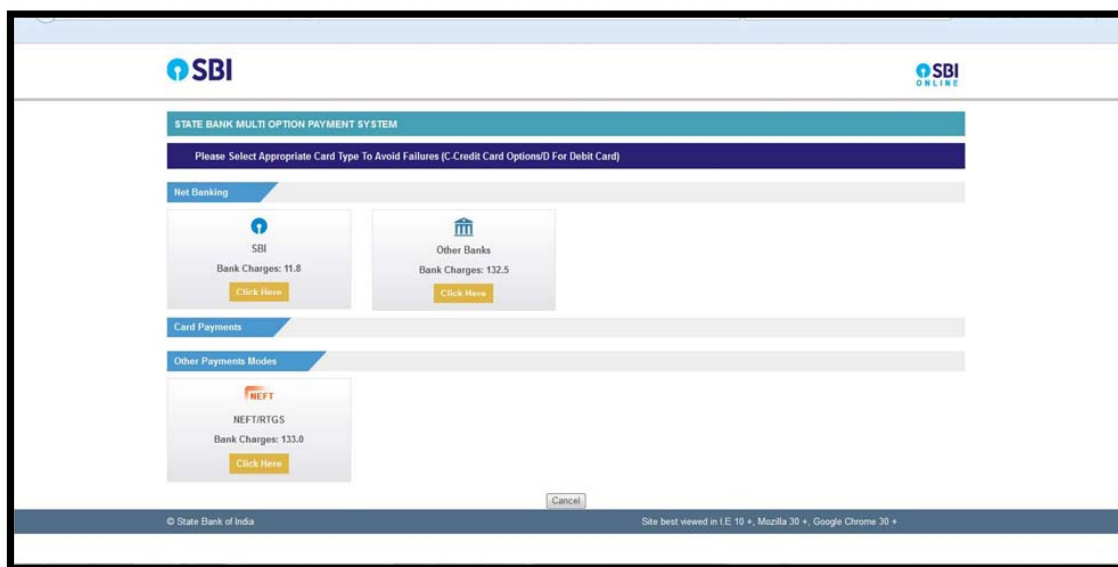 SBI
SBI
ONLINE
STATE BANK MULTI OPTION PAYMENT SYSTEM
Please Select Appropriate Card Type To Avoid Failures (C-Credit Card Options/D For Debit Card)
Net Banking
SBI
Bank Charges: 11.8
Click Here
Other Banks
Bank Charges: 132.5
Click Here
Card Payments
Other Payments Modes
NEFT
NEFT/RTGS
Bank Charges: 133.0
Click Here
Cancel
© State Bank of India
Site best viewed in I.E 10 +, Mozilla 30 +, Google Chrome 30 +